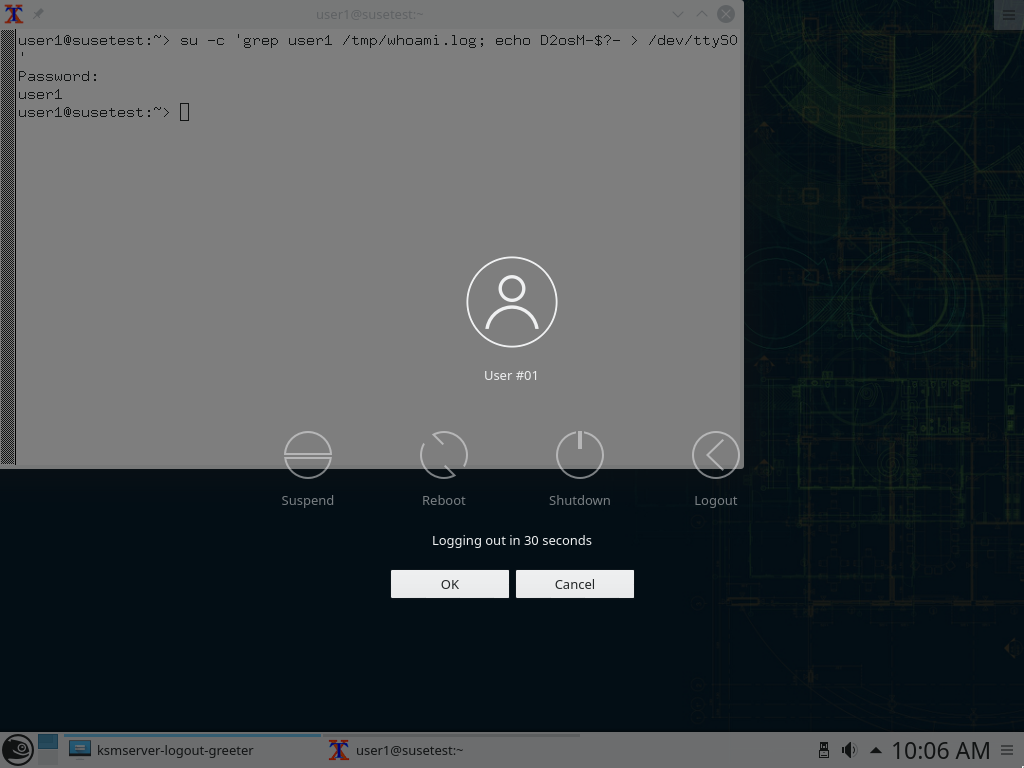 user1@susetest:~
user1@susetest:~> su -c 'grep user1 /tmp/whoami.log; echo D2osM-$?- > /dev/ttyS0
'
Password:
user1
user1@susetest:~>
User #01
Suspend
Reboot
Shutdown
Logout
Logging out in 30 seconds
OK
Cancel
ksmserver-logout-greeter
user1@susetest:~
10:06 AM